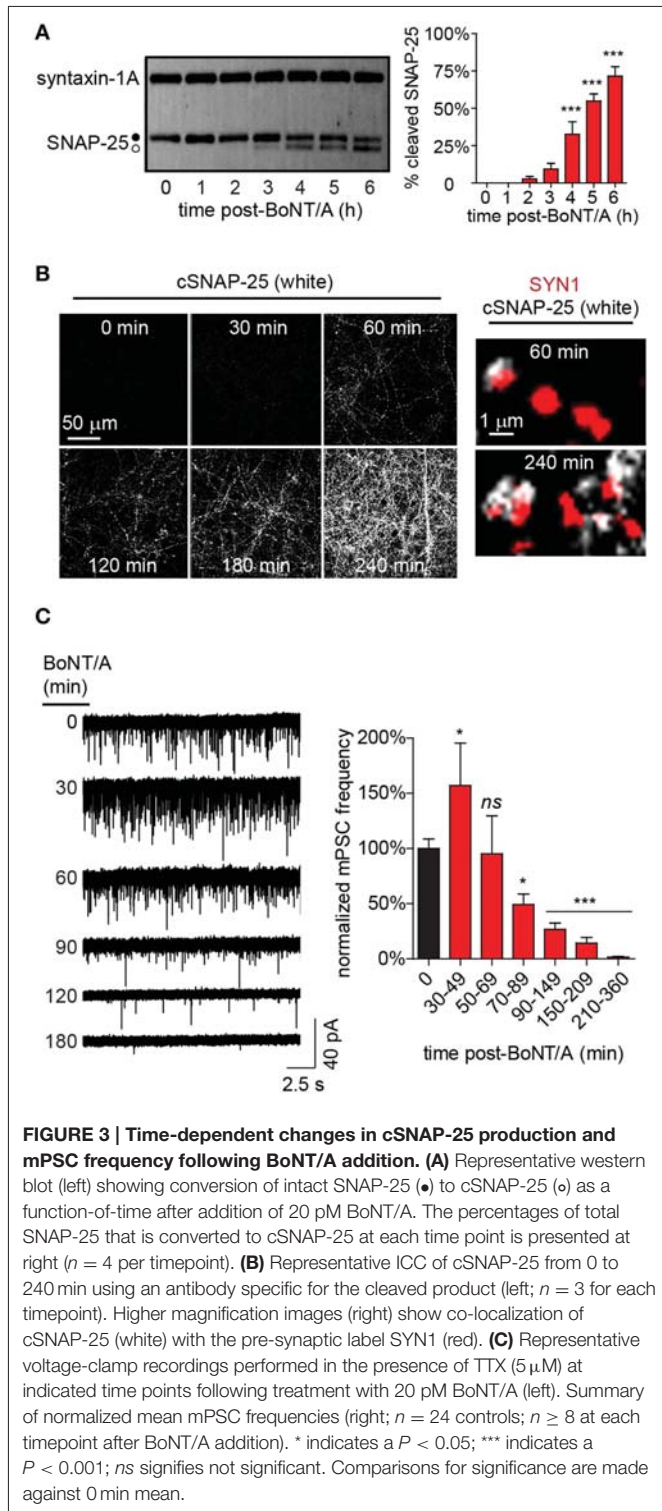 A
syntaxin-1A
SNAP-25
●
○
0 1 2 3 4 5 6
time post-BoNT/A (h)
% cleaved SNAP-25
100%
75%
50%
25%
0
*** *** ***
0 1 2 3 4 5 6
time post-BoNT/A (h)
B
cSNAP-25 (white)
0 min 30 min 60 min
50 µm
120 min 180 min 240 min
SYN1
cSNAP-25 (white)
60 min
1 µm
240 min
C
BoNT/A
(min)
0
30
60
90
120
180
40 pA
2.5 s
normalized mPSC frequency
200%
150%
100%
50%
0%
* ns * ***
0 30-49 50-69 70-89 90-149 150-209 210-360
time post-BoNT/A (min)
FIGURE 3 | Time-dependent changes in cSNAP-25 production and
mPSC frequency following BoNT/A addition. (A) Representative western
blot (left) showing conversion of intact SNAP-25 (●) to cSNAP-25 (○) as a
function-of-time after addition of 20 pM BoNT/A. The percentages of total
SNAP-25 that is converted to cSNAP-25 at each time point is presented at
right (n = 4 per timepoint). (B) Representative ICC of cSNAP-25 from 0 to
240 min using an antibody specific for the cleaved product (left; n = 3 for each
timepoint). Higher magnification images (right) show co-localization of
cSNAP-25 (white) with the pre-synaptic label SYN1 (red). (C) Representative
voltage-clamp recordings performed in the presence of TTX (5 µM) at
indicated time points following treatment with 20 pM BoNT/A (left). Summary
of normalized mean mPSC frequencies (right; n = 24 controls; n ≥ 8 at each
timepoint after BoNT/A addition). * indicates a P < 0.05; *** indicates a
P < 0.001; ns signifies not significant. Comparisons for significance are made
against 0 min mean.